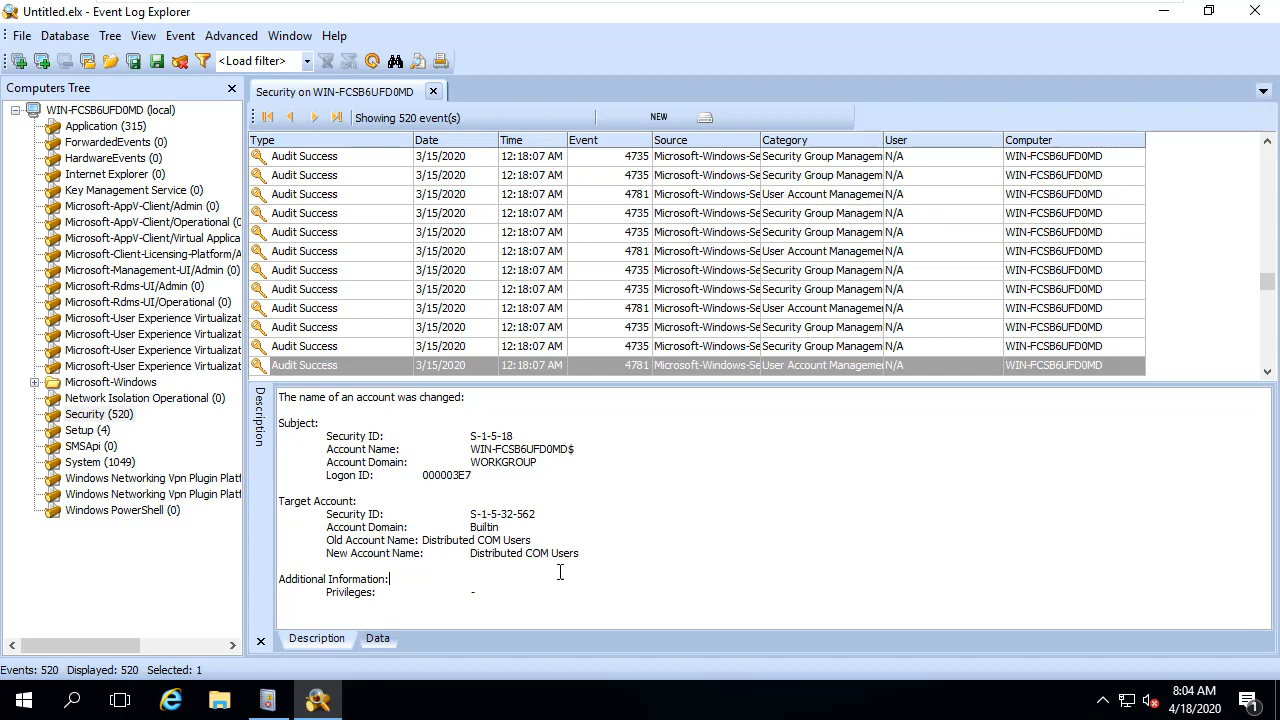 Untitled.elx - Event Log Explorer
File Database Tree View Event Advanced Window Help
<Load filter>
Computers Tree
Security on WIN-FCSB6UFD0MD
WIN-FCSB6UFD0MD (local)
Application (315)
ForwardedEvents (0)
HardwareEvents (0)
Internet Explorer (0)
Key Management Service (0)
Microsoft-AppV-Client/Admin (0)
Microsoft-AppV-Client/Operational (0)
Microsoft-AppV-Client/Virtual Applica
Microsoft-Client-Licensing-Platform/A
Microsoft-Management-UI/Admin (0)
Microsoft-Rdms-UI/Admin (0)
Microsoft-Rdms-UI/Operational (0)
Microsoft-User Experience Virtualizat
Microsoft-User Experience Virtualizat
Microsoft-User Experience Virtualizat
Microsoft-User Experience Virtualizat
Microsoft-Windows
Network Isolation Operational (0)
Security (520)
Setup (4)
SMSApi (0)
System (1049)
Windows Networking Vpn Plugin Platf
Windows Networking Vpn Plugin Platf
Windows PowerShell (0)
Showing 520 event(s) NEW
Type Date Time Event Source Category User Computer
Audit Success 3/15/2020 12:18:07 AM 4735 Microsoft-Windows-Se Security Group Managem N/A WIN-FCSB6UFD0MD
Audit Success 3/15/2020 12:18:07 AM 4735 Microsoft-Windows-Se Security Group Managem N/A WIN-FCSB6UFD0MD
Audit Success 3/15/2020 12:18:07 AM 4781 Microsoft-Windows-Se User Account Manageme N/A WIN-FCSB6UFD0MD
Audit Success 3/15/2020 12:18:07 AM 4735 Microsoft-Windows-Se Security Group Managem N/A WIN-FCSB6UFD0MD
Audit Success 3/15/2020 12:18:07 AM 4735 Microsoft-Windows-Se Security Group Managem N/A WIN-FCSB6UFD0MD
Audit Success 3/15/2020 12:18:07 AM 4781 Microsoft-Windows-Se User Account Manageme N/A WIN-FCSB6UFD0MD
Audit Success 3/15/2020 12:18:07 AM 4735 Microsoft-Windows-Se Security Group Managem N/A WIN-FCSB6UFD0MD
Audit Success 3/15/2020 12:18:07 AM 4735 Microsoft-Windows-Se Security Group Managem N/A WIN-FCSB6UFD0MD
Audit Success 3/15/2020 12:18:07 AM 4781 Microsoft-Windows-Se User Account Manageme N/A WIN-FCSB6UFD0MD
Audit Success 3/15/2020 12:18:07 AM 4735 Microsoft-Windows-Se Security Group Managem N/A WIN-FCSB6UFD0MD
Audit Success 3/15/2020 12:18:07 AM 4735 Microsoft-Windows-Se Security Group Managem N/A WIN-FCSB6UFD0MD
Audit Success 3/15/2020 12:18:07 AM 4781 Microsoft-Windows-Se User Account Manageme N/A WIN-FCSB6UFD0MD
Description
The name of an account was changed:
Subject:
Security ID: S-1-5-18
Account Name: WIN-FCSB6UFD0MD$
Account Domain: WORKGROUP
Logon ID: 000003E7
Target Account:
Security ID: S-1-5-32-562
Account Domain: Builtin
Old Account Name: Distributed COM Users
New Account Name: Distributed COM Users
Additional Information:
Privileges: -
Description Data
Events: 520 Displayed: 520 Selected: 1
8:04 AM
4/18/2020
1